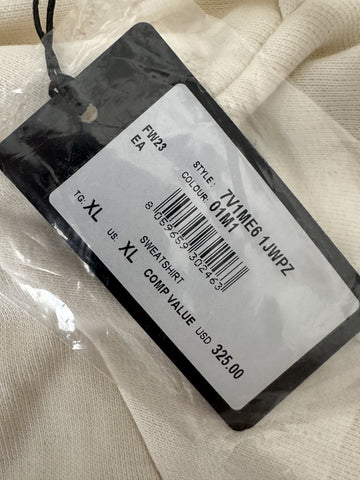 FW23
EA
STYLE: 7V1ME6 1JWPZ
COLOUR: 01M1
8 059659 302463
TG: XL US: XL
SWEATSHIRT
COMP VALUE USD 325.00